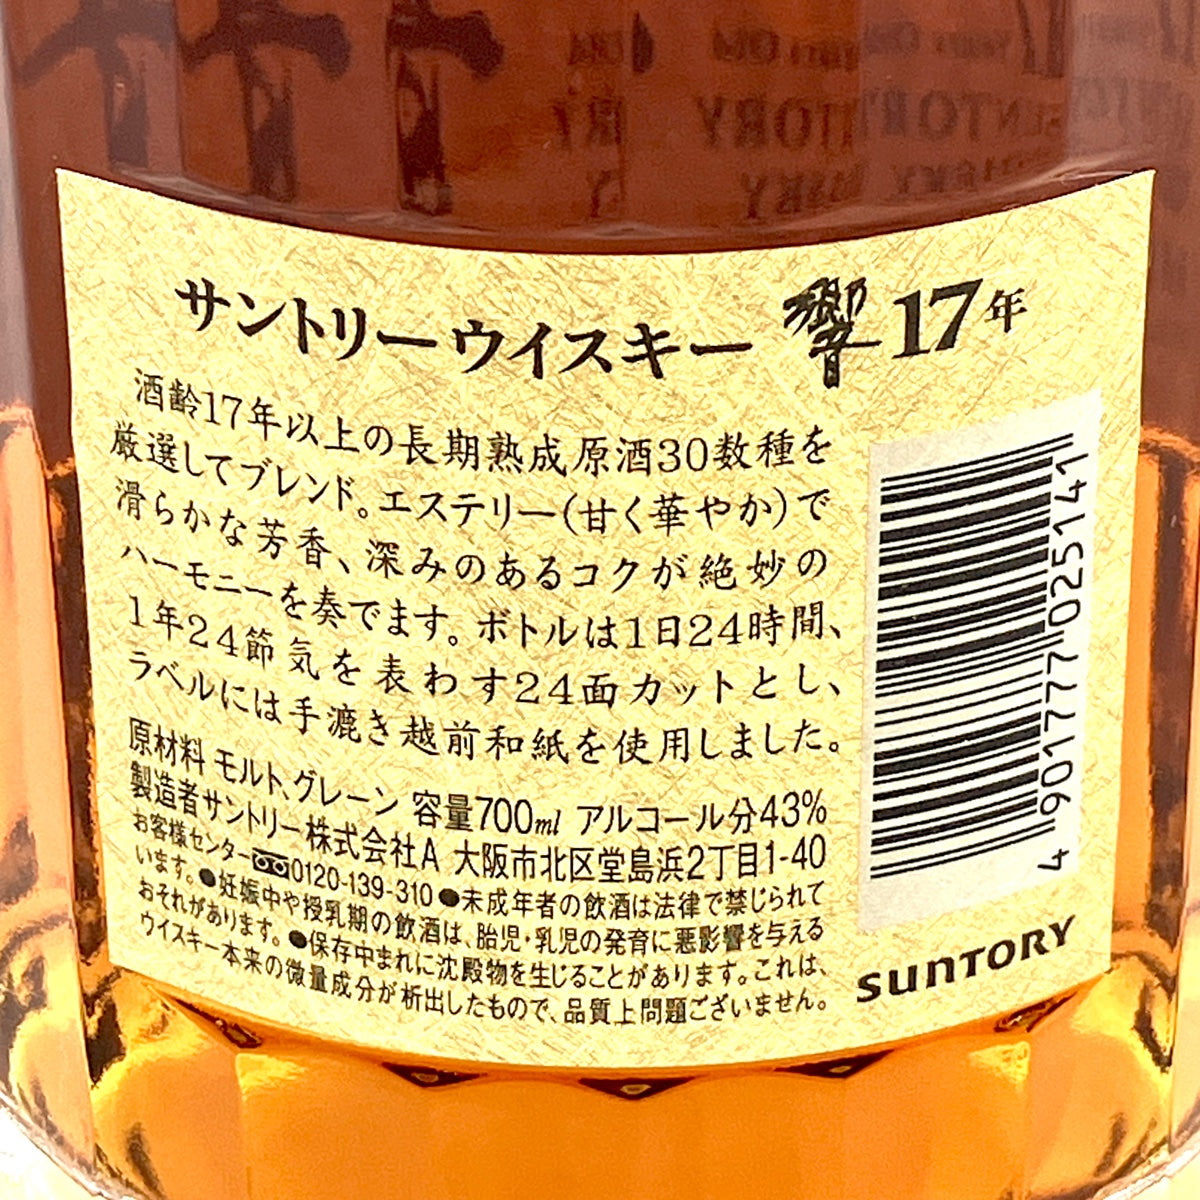 サントリーウイスキー 響 17年
酒齢17年以上の長期熟成原酒30数種を
厳選してブレンド。エステリー(甘く華やか)で
滑らかな芳香、深みのあるコクが絶妙の
ハーモニーを奏でます。ボトルは1日24時間、
1年24節気を表わす24面カットとし、
ラベルには手漉き越前和紙を使用しました。
原材料 モルト、グレーン 容量700ml アルコール分43%
製造者サントリー株式会社A 大阪市北区堂島浜2丁目1-40
お客様センター 0120-139-310 ●未成年者の飲酒は法律で禁じられて
います。●妊娠中や授乳期の飲酒は、胎児・乳児の発育に悪影響を与える
おそれがあります。●保存中まれに沈殿物を生じることがあります。これは、
ウイスキー本来の微量成分が析出したもので、品質上問題ございません。
4 901777 025141
SUNTORY